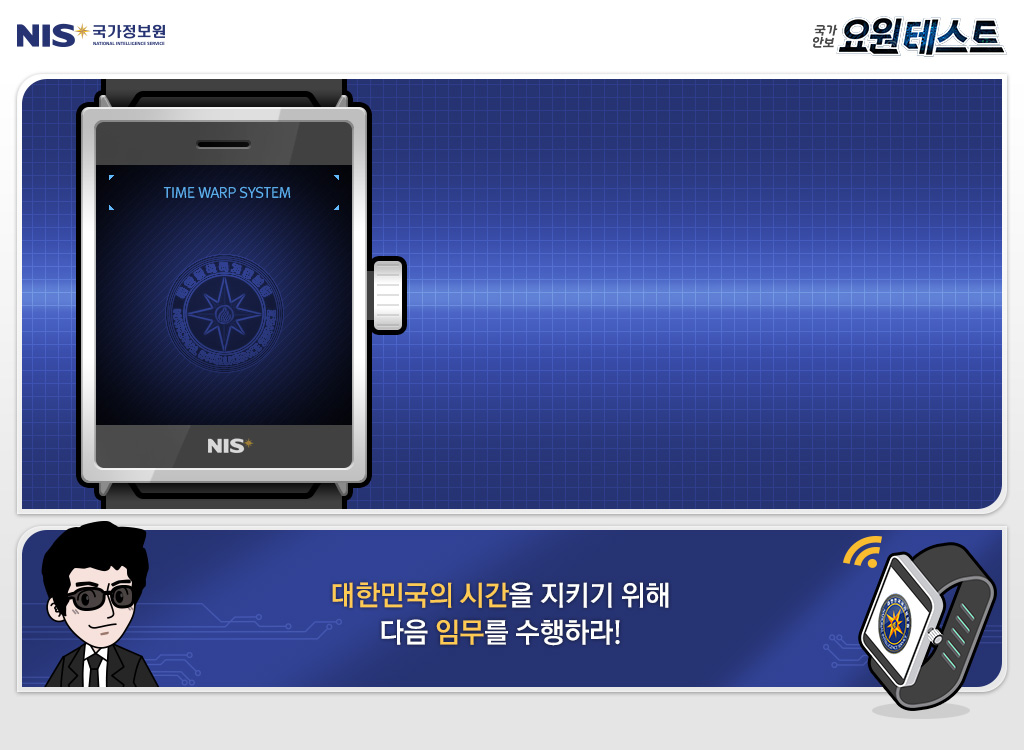 NIS 국가정보원
NATIONAL INTELLIGENCE SERVICE
국가
안보
요원테스트
TIME WARP SYSTEM
NIS
대한민국의 시간을 지키기 위해
다음 임무를 수행하라!